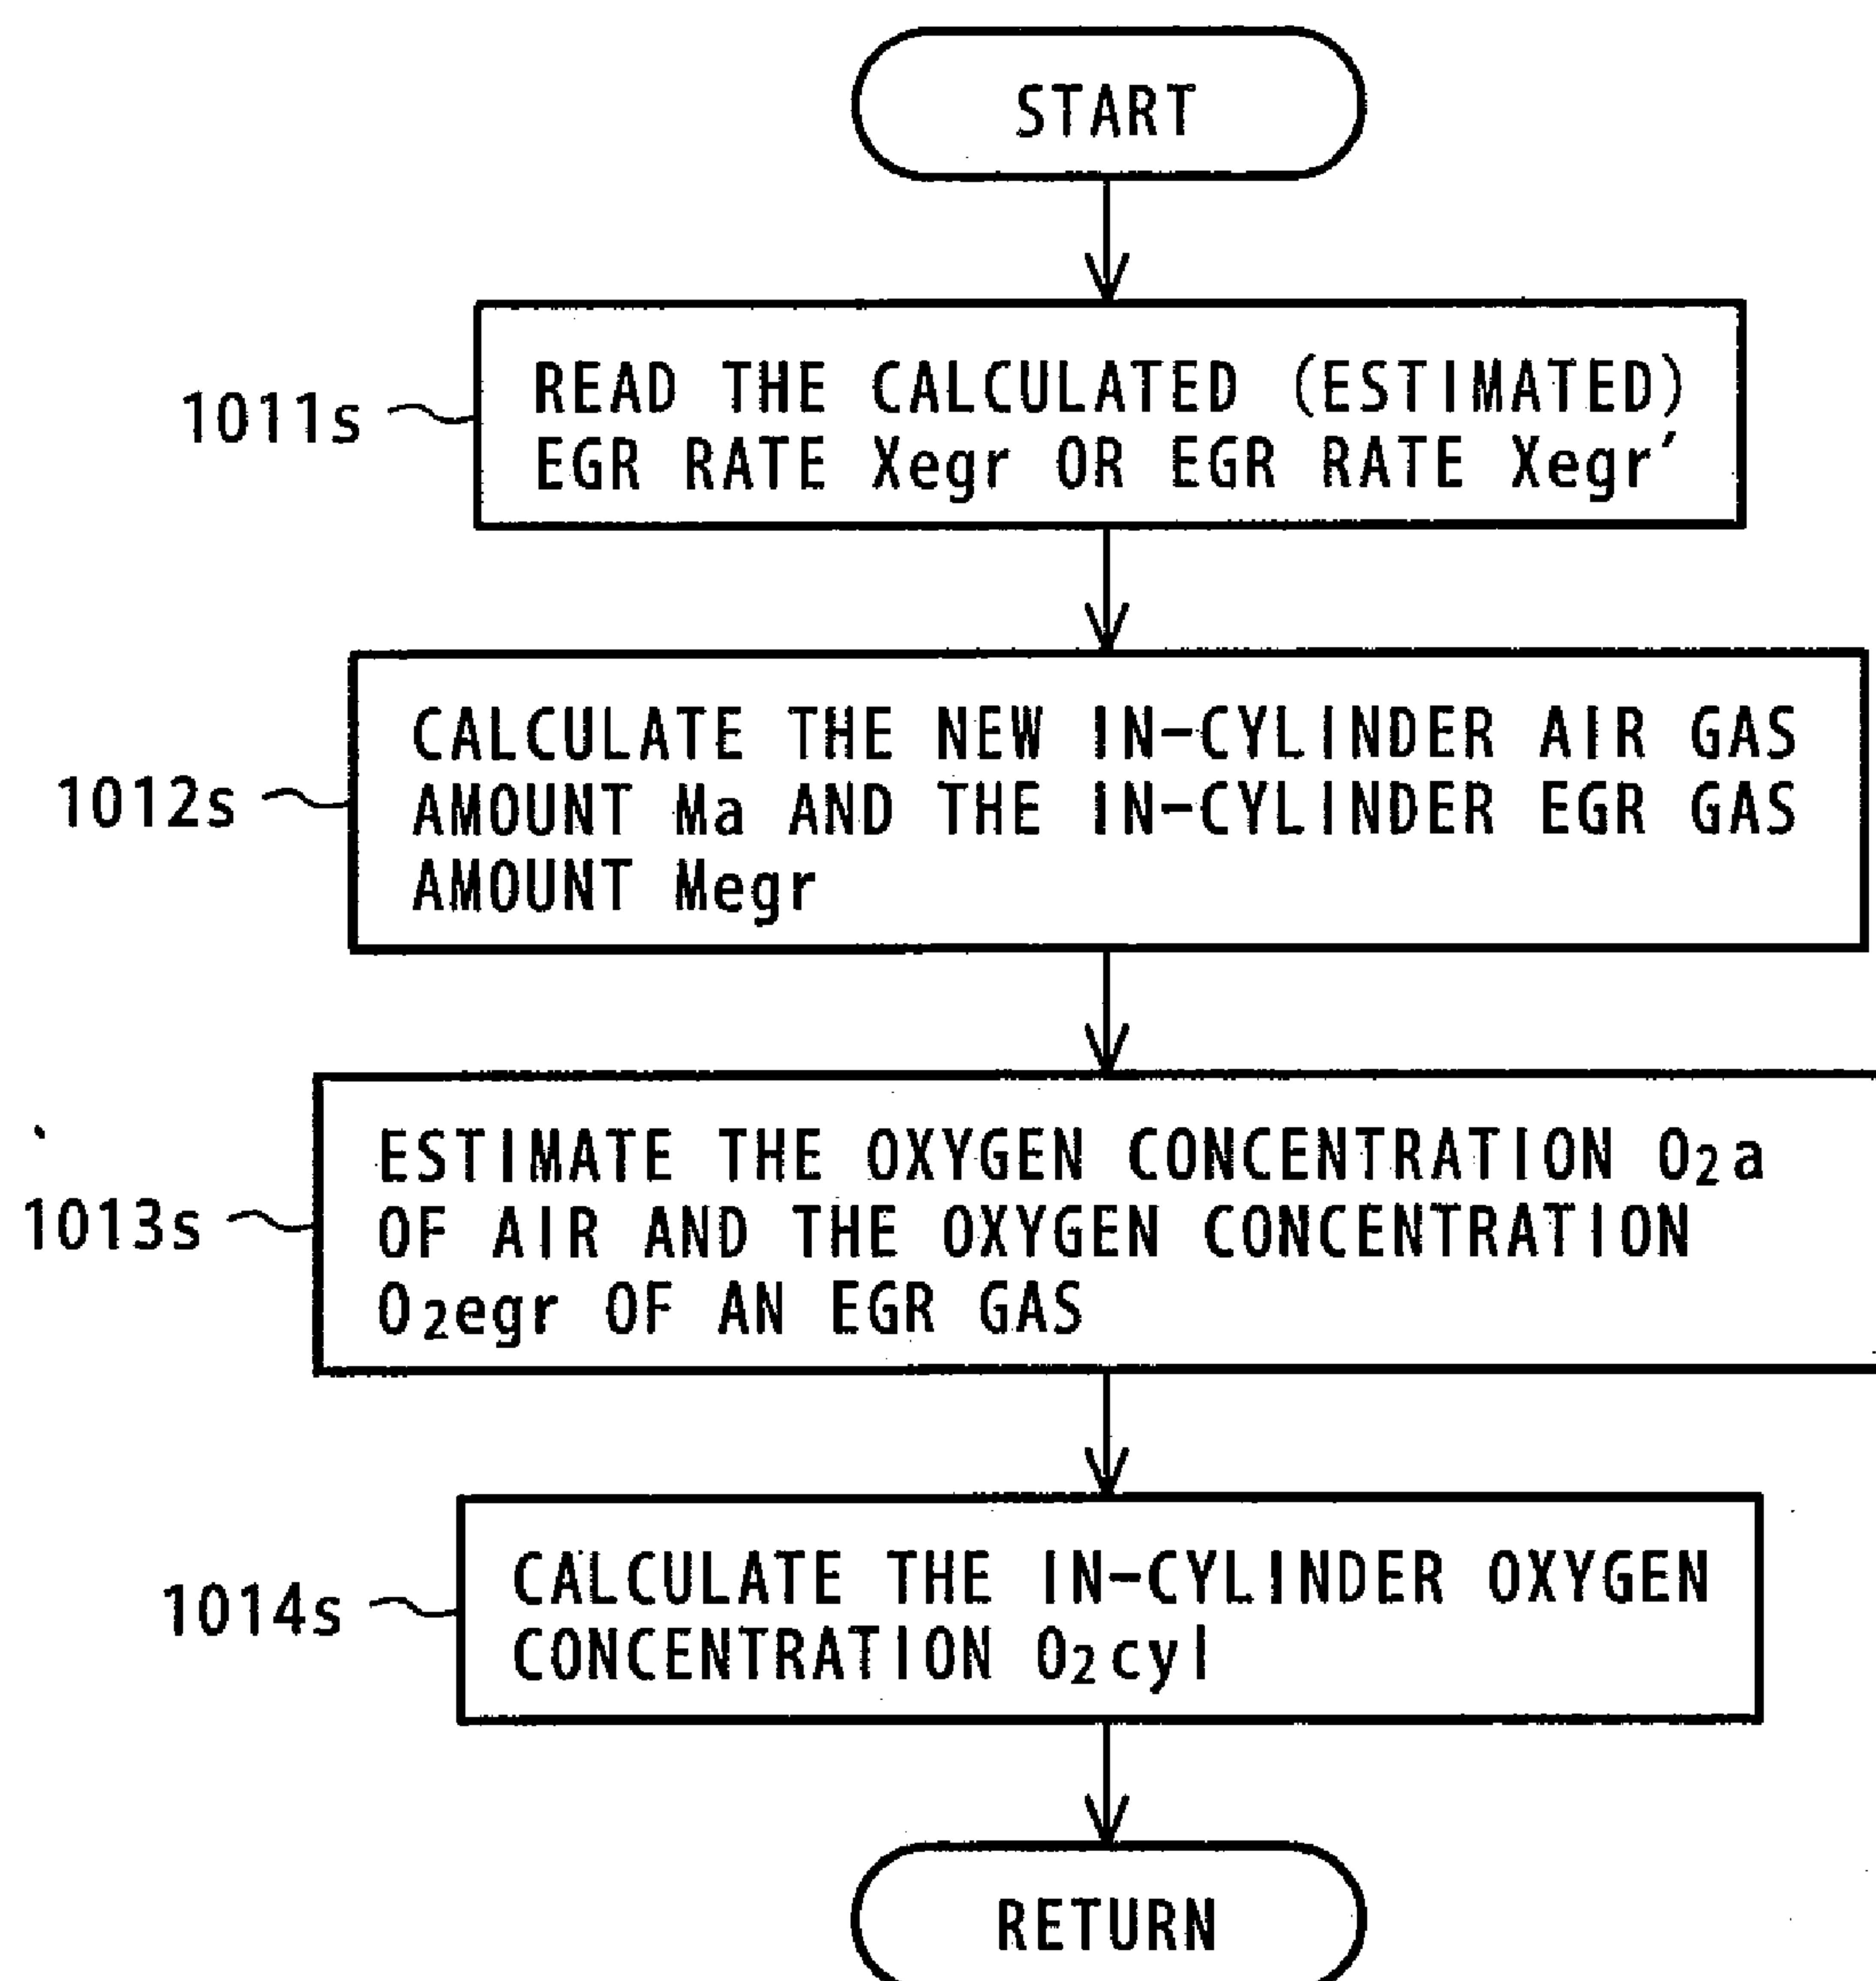 START
1011s
READ THE CALCULATED (ESTIMATED)
EGR RATE Xegr OR EGR RATE Xegr′
1012s
CALCULATE THE NEW IN-CYLINDER AIR GAS
AMOUNT Ma AND THE IN-CYLINDER EGR GAS
AMOUNT Megr
1013s
ESTIMATE THE OXYGEN CONCENTRATION O₂a
OF AIR AND THE OXYGEN CONCENTRATION
O₂egr OF AN EGR GAS
1014s
CALCULATE THE IN-CYLINDER OXYGEN
CONCENTRATION O₂cyl
RETURN